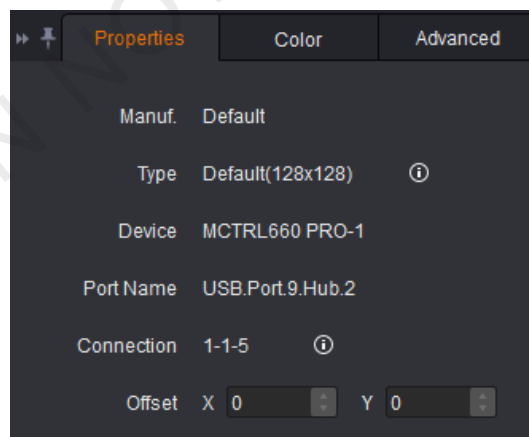 Properties Color Advanced
Manuf. Default
Type Default(128x128)
Device MCTRL660 PRO-1
Port Name USB.Port.9.Hub.2
Connection 1-1-5
Offset X 0 Y 0